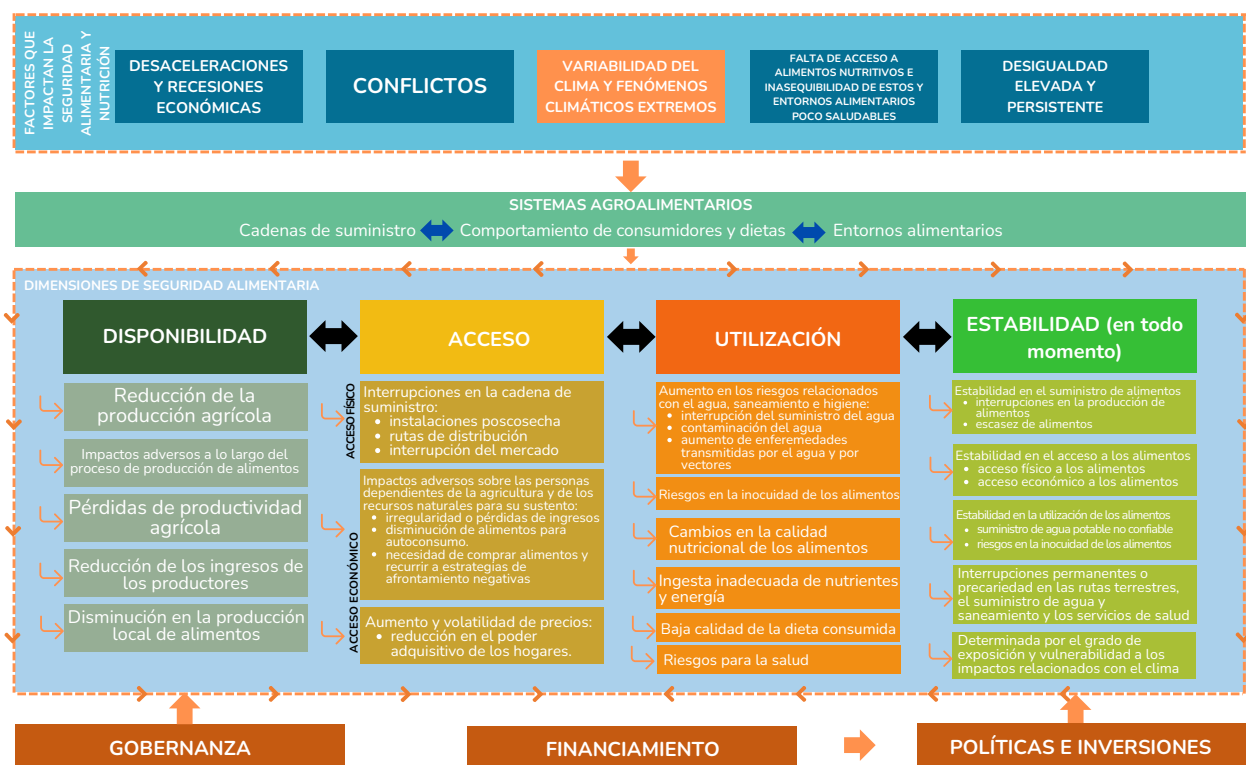 FACTORES QUE
IMPACTAN LA
SEGURIDAD
ALIMENTARIA Y
NUTRICIÓN
DESACELERACIONES
Y RECESIONES
ECONÓMICAS
CONFLICTOS
VARIABILIDAD DEL
CLIMA Y FENÓMENOS
CLIMÁTICOS EXTREMOS
FALTA DE ACCESO A
ALIMENTOS NUTRITIVOS E
INASEQUIBILIDAD DE ESTOS Y
ENTORNOS ALIMENTARIOS
POCO SALUDABLES
DESIGUALDAD
ELEVADA Y
PERSISTENTE
SISTEMAS AGROALIMENTARIOS
Cadenas de suministro Comportamiento de consumidores y dietas Entornos alimentarios
DIMENSIONES DE SEGURIDAD ALIMENTARIA
DISPONIBILIDAD
Reducción de la
producción agrícola
Impactos adversos a lo largo del
proceso de producción de alimentos
Pérdidas de productividad
agrícola
Reducción de los ingresos de
los productores
Disminución en la producción
local de alimentos
ACCESO
ACCESO FÍSICO
Interrupciones en la cadena de
suministro:
• instalaciones poscosecha
• rutas de distribución
• interrupción del mercado
ACCESO ECONÓMICO
Impactos adversos sobre las personas
dependientes de la agricultura y de los
recursos naturales para su sustento:
• irregularidad o pérdidas de ingresos
• disminución de alimentos para
autoconsumo.
• necesidad de comprar alimentos y
recurrir a estrategias de
afrontamiento negativas
Aumento y volatilidad de precios:
• reducción en el poder
adquisitivo de los hogares.
UTILIZACIÓN
Aumento en los riesgos relacionados
con el agua, saneamiento e higiene:
• interrupción del suministro del agua
• contaminación del agua
• aumento de enferemedades
transmitidas por el agua y por
vectores
Riesgos en la inocuidad de los alimentos
Cambios en la calidad
nutricional de los alimentos
Ingesta inadecuada de nutrientes
y energía
Baja calidad de la dieta consumida
Riesgos para la salud
ESTABILIDAD (en todo
momento)
Estabilidad en el suministro de alimentos
• interrupciones en la producción de
alimentos
• escasez de alimentos
Estabilidad en el acceso a los alimentos
• acceso físico a los alimentos
• acceso económico a los alimentos
Estabilidad en la utilización de los alimentos
• suministro de agua potable no confiable
• riesgos en la inocuidad de los alimentos
Interrupciones permanentes o
precariedad en las rutas terrestres,
el suministro de agua y
saneamiento y los servicios de salud
Determinada por el grado de
exposición y vulnerabilidad a los
impactos relacionados con el clima
GOBERNANZA
FINANCIAMIENTO
POLÍTICAS E INVERSIONES